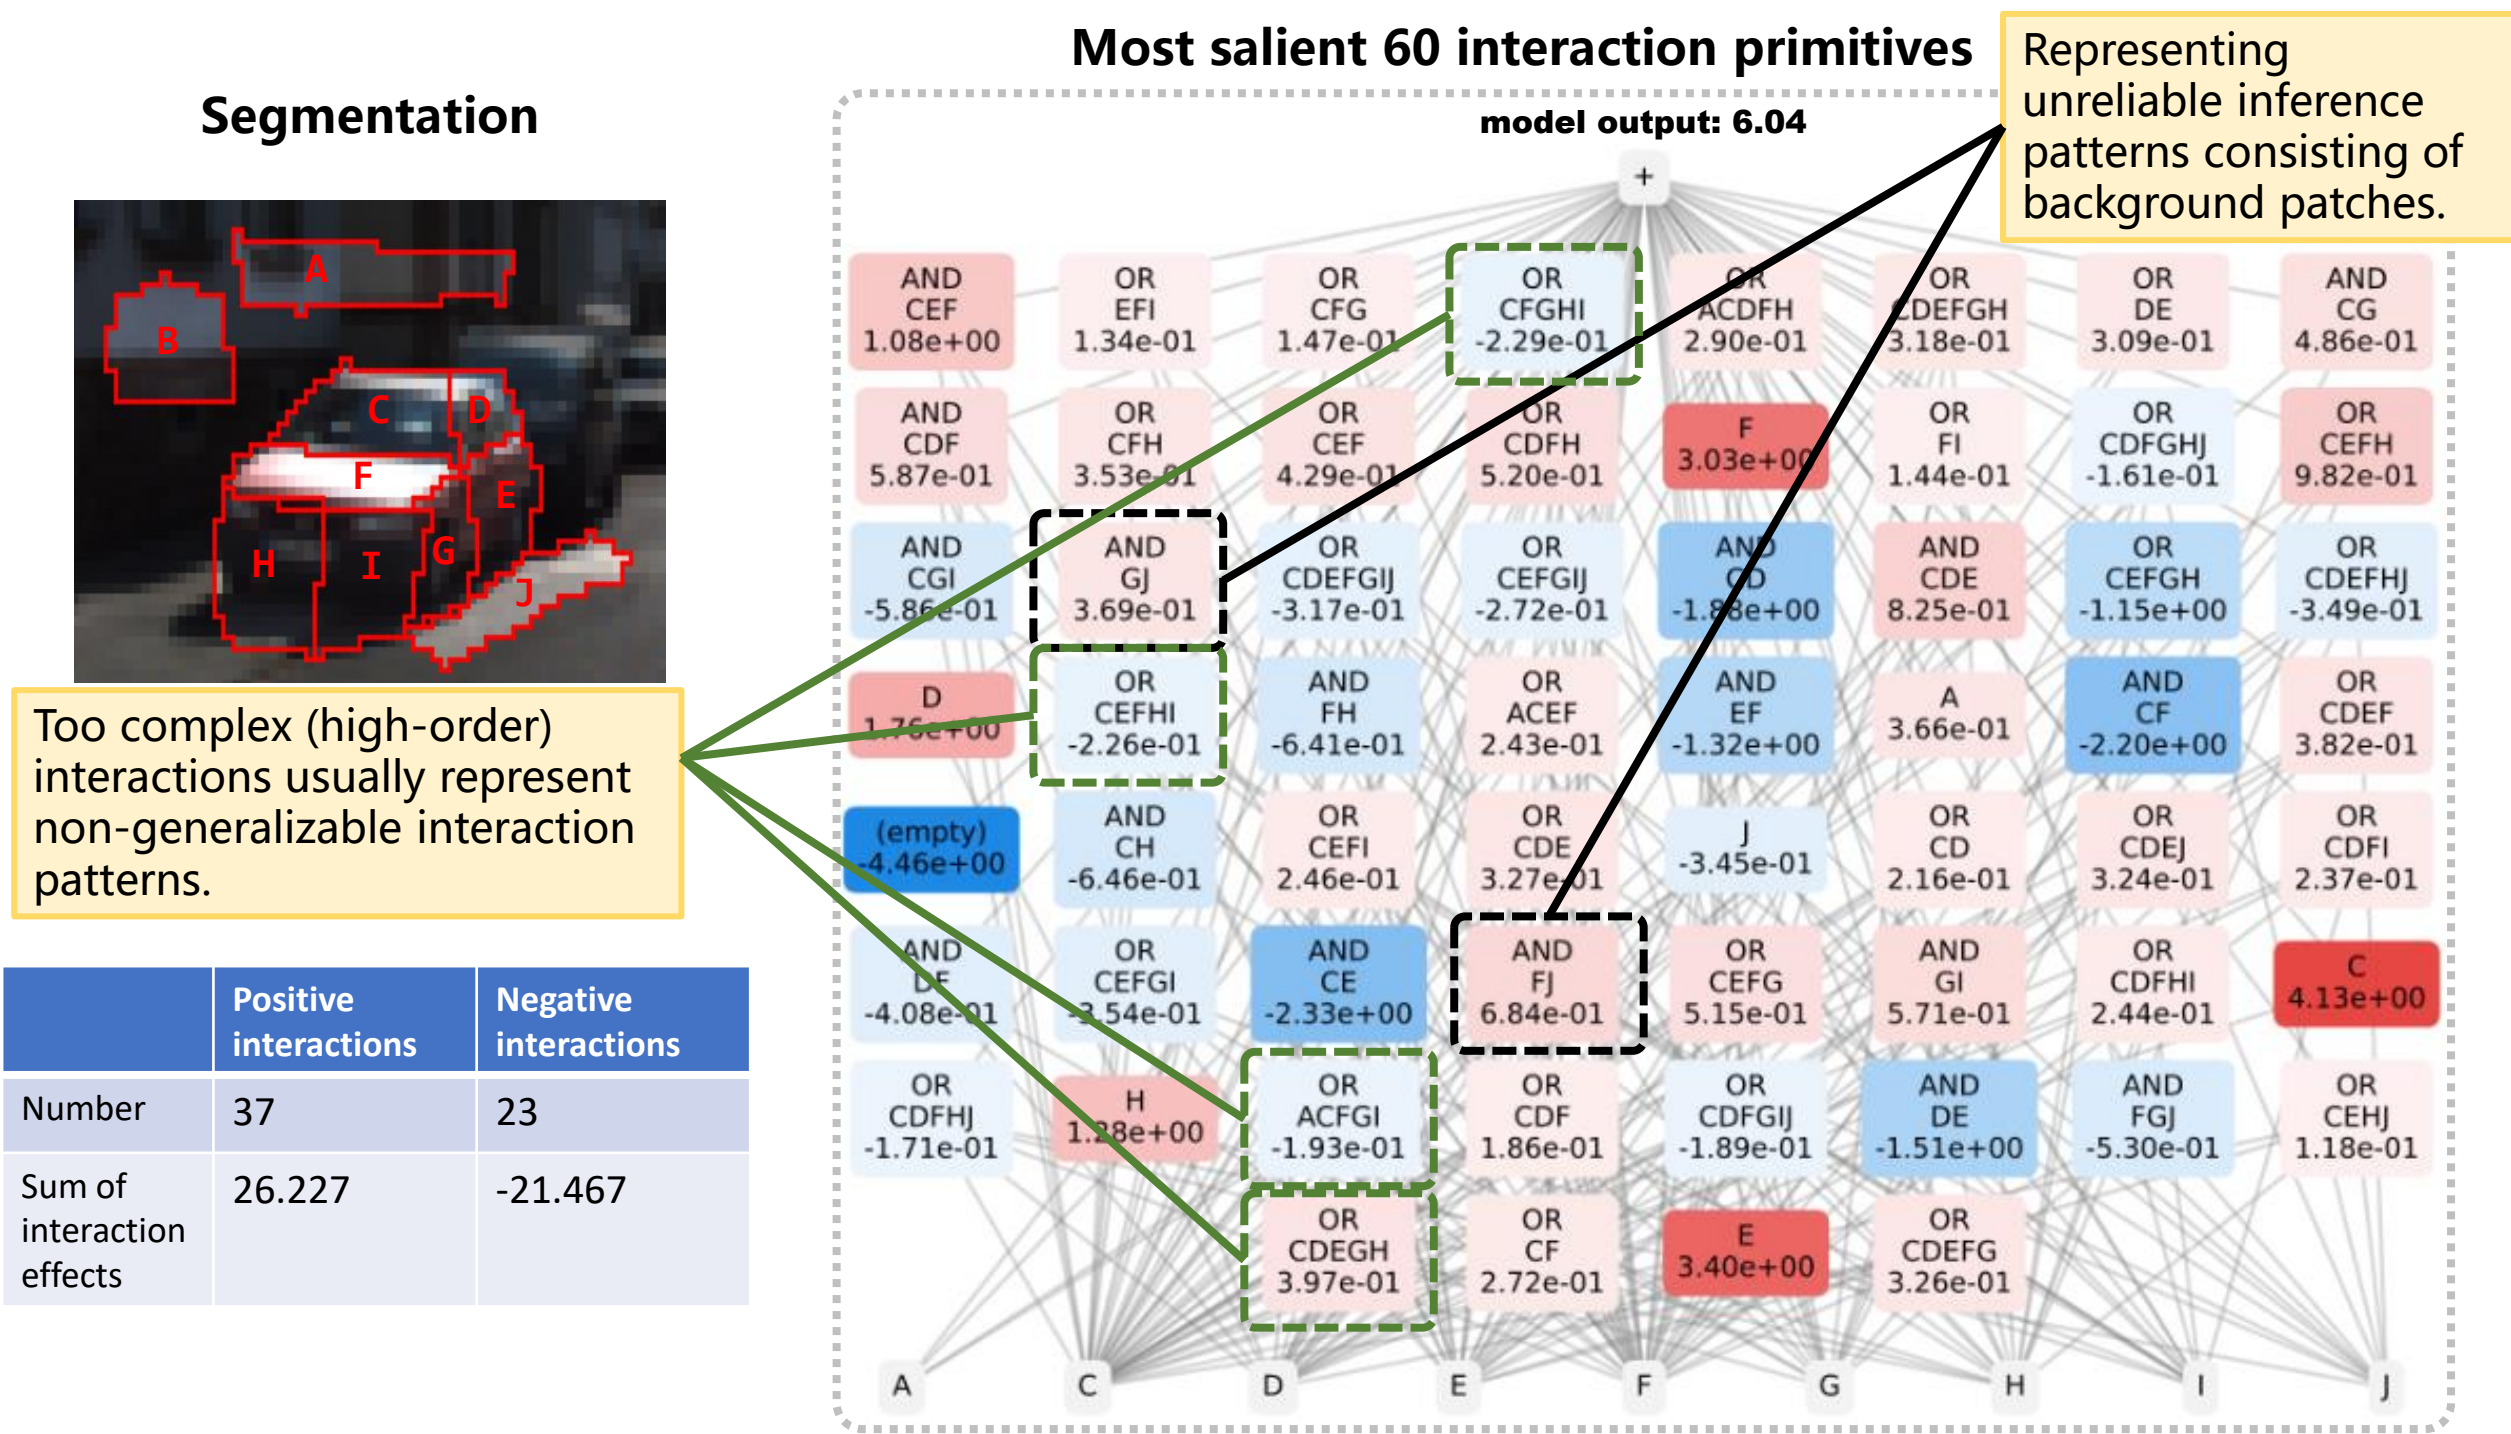 Most salient 60 interaction primitives
Segmentation
model output: 6.04
Representing
unreliable inference
patterns consisting of
background patches.
A
B
C
D
F
E
H
I
G
J
Too complex (high-order)
interactions usually represent
non-generalizable interaction
patterns.
Positive
interactions
Negative
interactions
Number
37
23
Sum of
interaction
effects
26.227
-21.467
+
AND
CEF
1.08e+00
OR
EFI
1.34e-01
OR
CFG
1.47e-01
OR
CFGHI
-2.29e-01
OR
ACDFH
2.90e-01
OR
CDEFGH
3.18e-01
OR
DE
3.09e-01
AND
CG
4.86e-01
AND
CDF
5.87e-01
OR
CFH
3.53e-01
OR
CEF
4.29e-01
OR
CDFH
5.20e-01
F
3.03e+00
OR
FI
1.44e-01
OR
CDFGHJ
-1.61e-01
OR
CEFH
9.82e-01
AND
CGI
-5.86e-01
AND
GJ
3.69e-01
OR
CDEFGIJ
-3.17e-01
OR
CEFGIJ
-2.72e-01
AND
CD
-1.88e+00
AND
CDE
8.25e-01
OR
CEFGH
-1.15e+00
OR
CDEFHJ
-3.49e-01
D
1.76e+00
OR
CEFHI
-2.26e-01
AND
FH
-6.41e-01
OR
ACEF
2.43e-01
AND
EF
-1.32e+00
A
3.66e-01
AND
CF
-2.20e+00
OR
CDEF
3.82e-01
(empty)
-4.46e+00
AND
CH
-6.46e-01
OR
CEFI
2.46e-01
OR
CDE
3.27e-01
J
-3.45e-01
OR
CD
2.16e-01
OR
CDEJ
3.24e-01
OR
CDFI
2.37e-01
AND
DF
-4.08e-01
OR
CEFGI
-3.54e-01
AND
CE
-2.33e+00
AND
FJ
6.84e-01
OR
CEFG
5.15e-01
AND
GI
5.71e-01
OR
CDFHI
2.44e-01
C
4.13e+00
OR
CDFHJ
-1.71e-01
H
1.28e+00
OR
ACFGI
-1.93e-01
OR
CDF
1.86e-01
OR
CDFGIJ
-1.89e-01
AND
DE
-1.51e+00
AND
FGJ
-5.30e-01
OR
CEHJ
1.18e-01
OR
CDEGH
3.97e-01
OR
CF
2.72e-01
E
3.40e+00
OR
CDEFG
3.26e-01
A
C
D
E
F
G
H
I
J